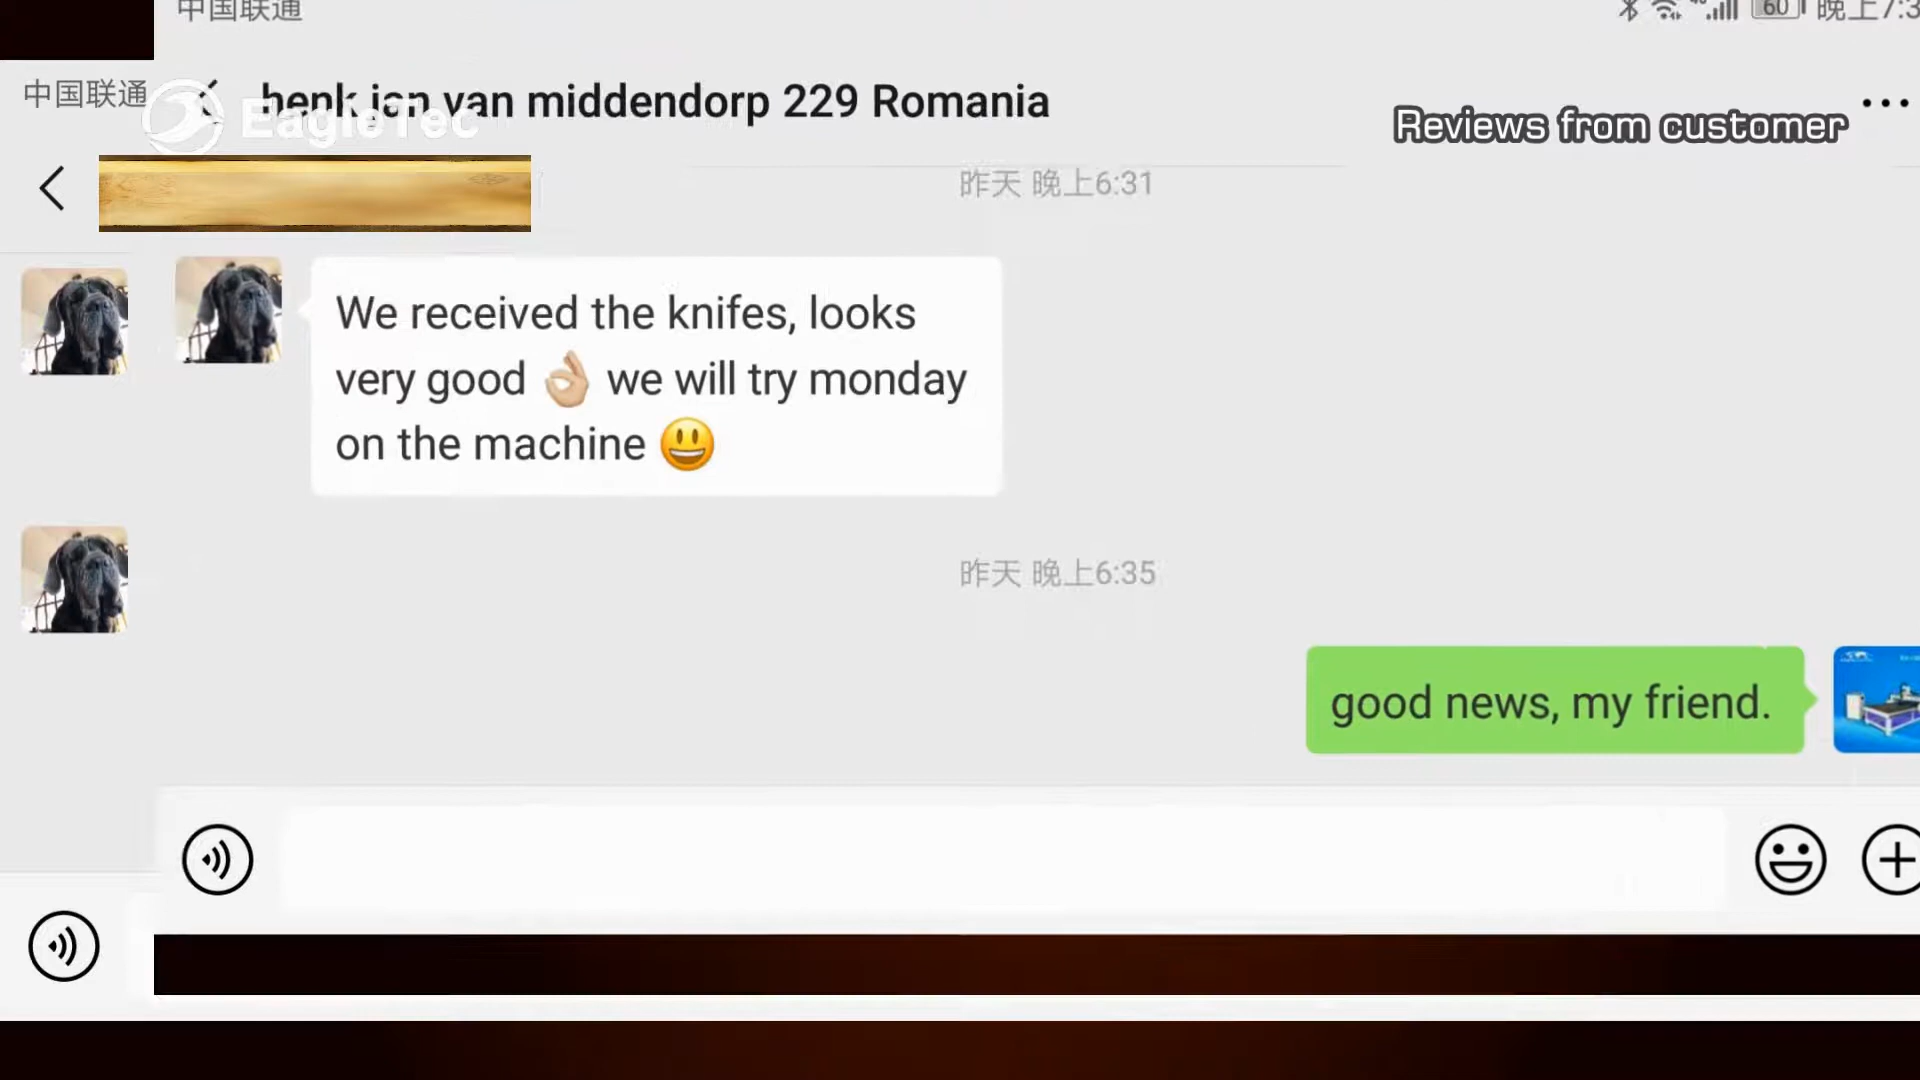 中国联通
60 晚上7:3
中国联通
henk jan van middendorp 229 Romania
EagleTec
Reviews from customer
昨天 晚上6:31
We received the knifes, looks
very good 👌🏼 we will try monday
on the machine 😃
昨天 晚上6:35
good news, my friend.